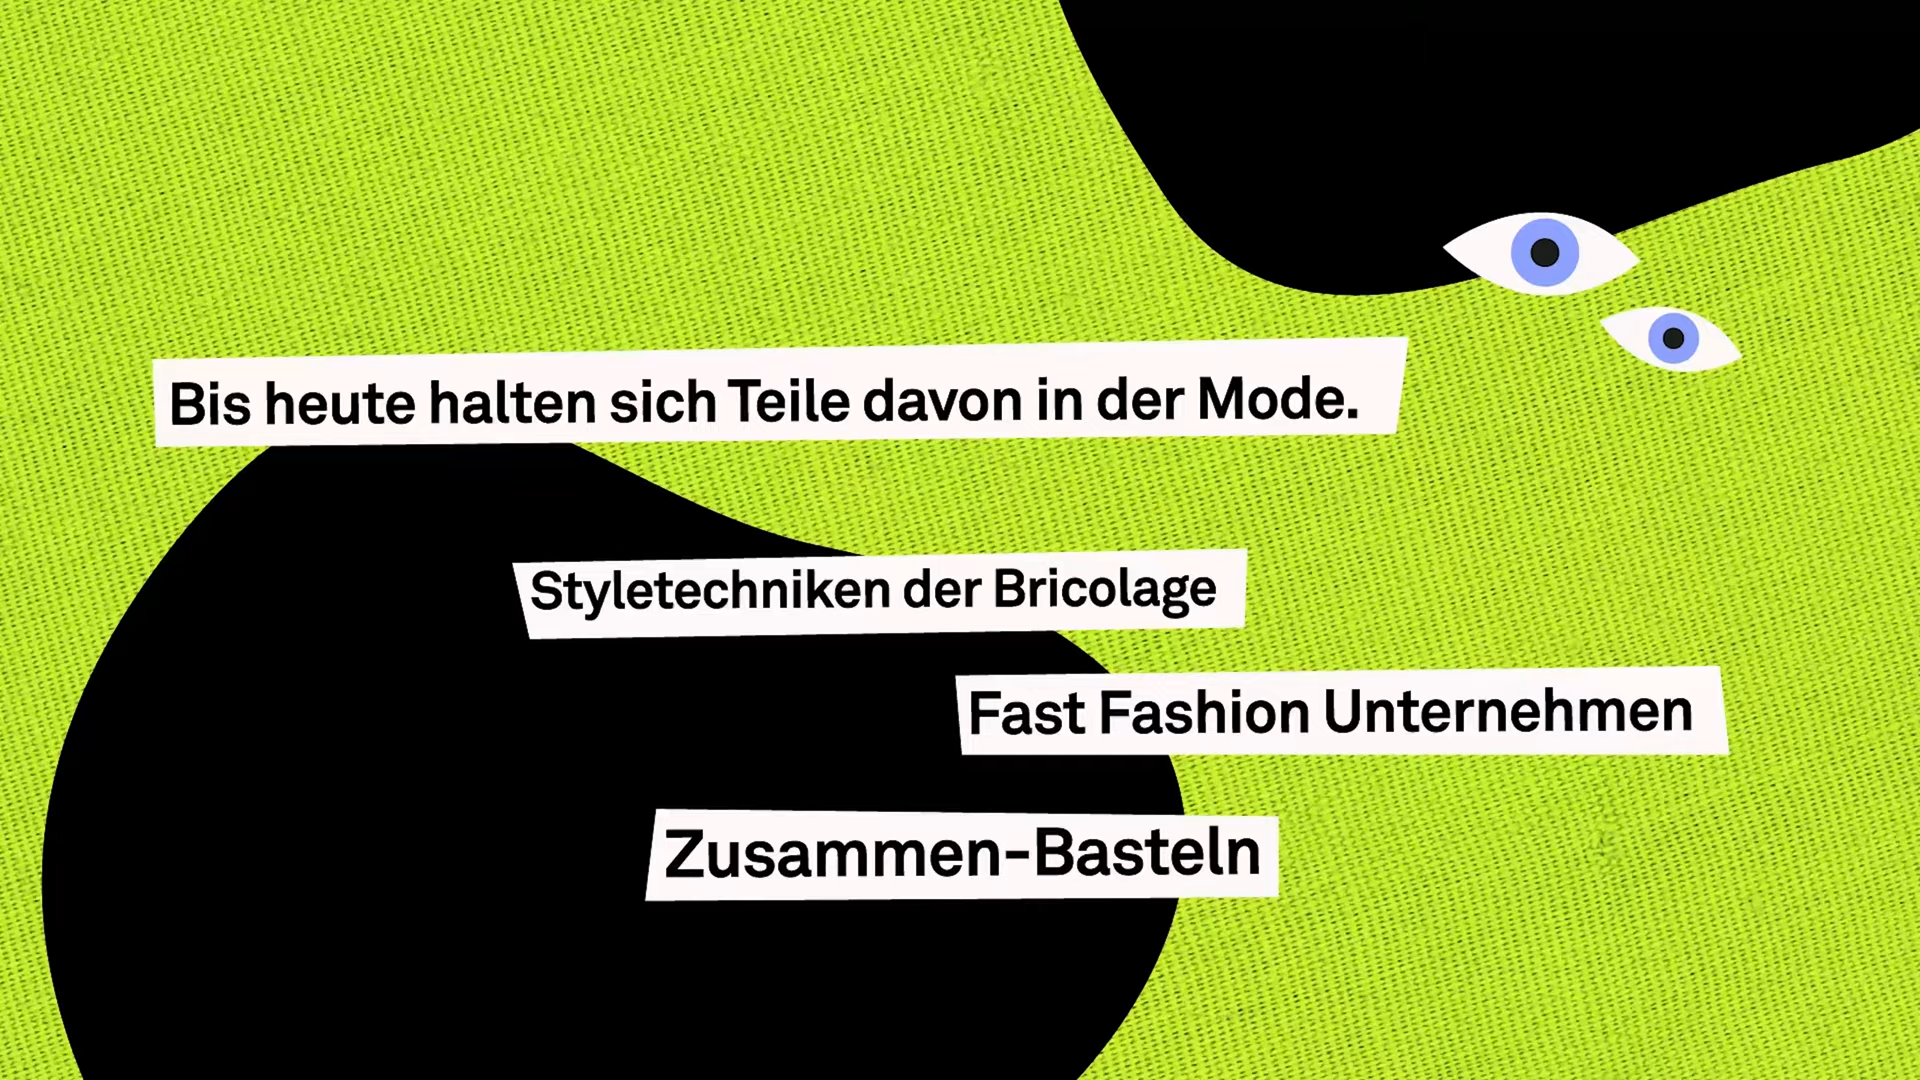 Bis heute halten sich Teile davon in der Mode.
Styletechniken der Bricolage
Fast Fashion Unternehmen
Zusammen-Basteln